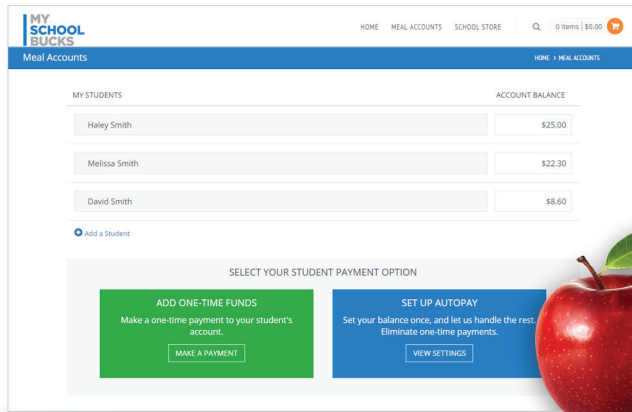 MY
SCHOOL
BUCKS
HOME MEAL ACCOUNTS SCHOOL STORE 0 items | $0.00
Meal Accounts HOME > MEAL ACCOUNTS
MY STUDENTS ACCOUNT BALANCE
Haley Smith $25.00
Melissa Smith $22.30
David Smith $8.60
Add a Student
SELECT YOUR STUDENT PAYMENT OPTION
ADD ONE-TIME FUNDS
Make a one-time payment to your student's
account.
MAKE A PAYMENT
SET UP AUTOPAY
Set your balance once, and let us handle the rest.
Eliminate one-time payments.
VIEW SETTINGS